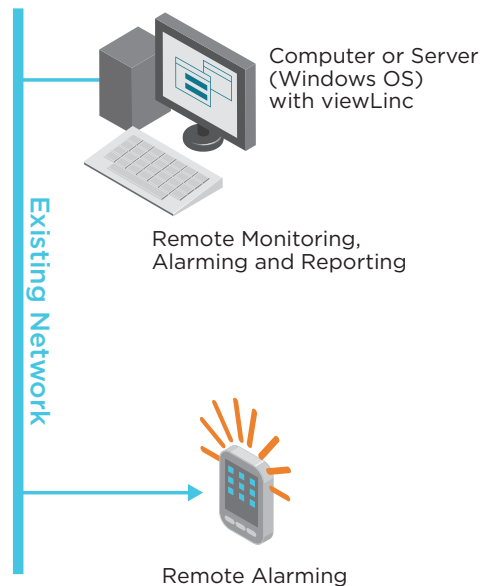 Computer or Server
(Windows OS)
with viewLinc
Remote Monitoring,
Alarming and Reporting
Existing Network
Remote Alarming